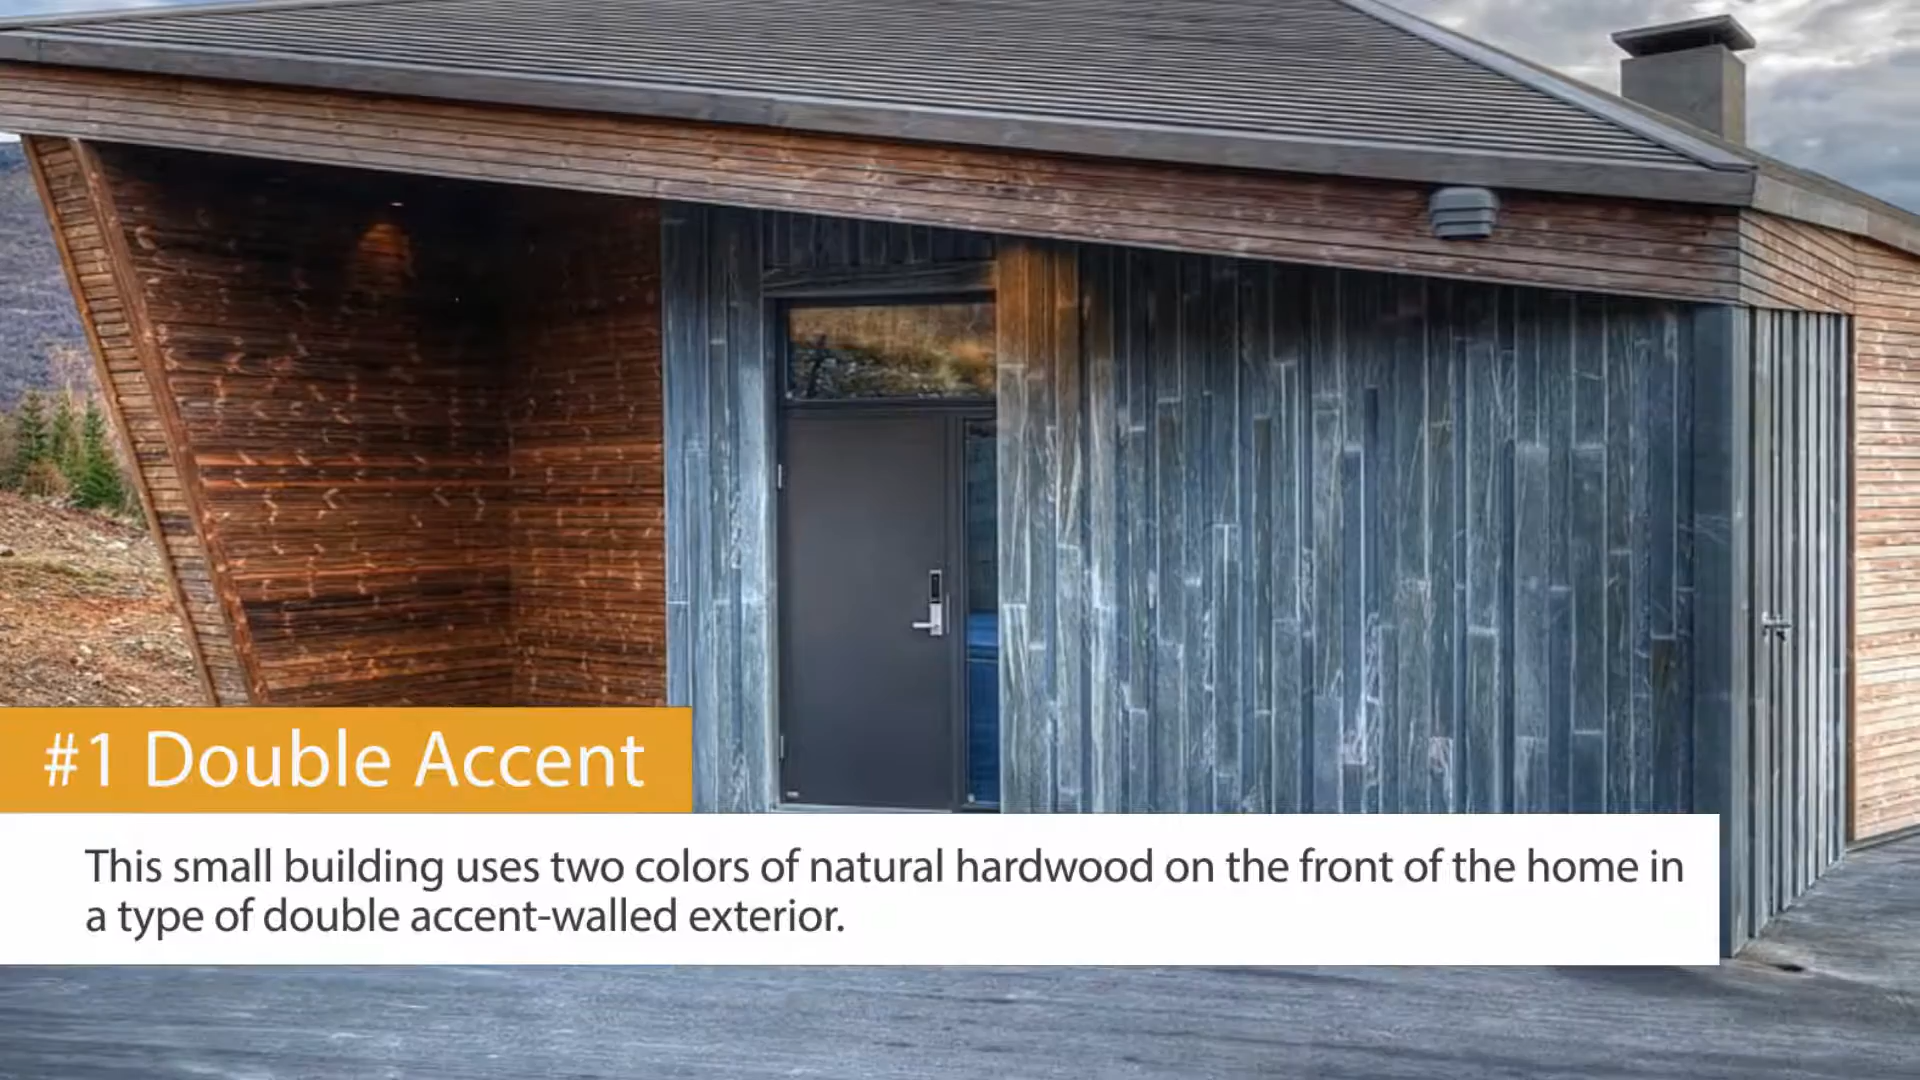 #1 Double Accent
This small building uses two colors of natural hardwood on the front of the home in
a type of double accent-walled exterior.